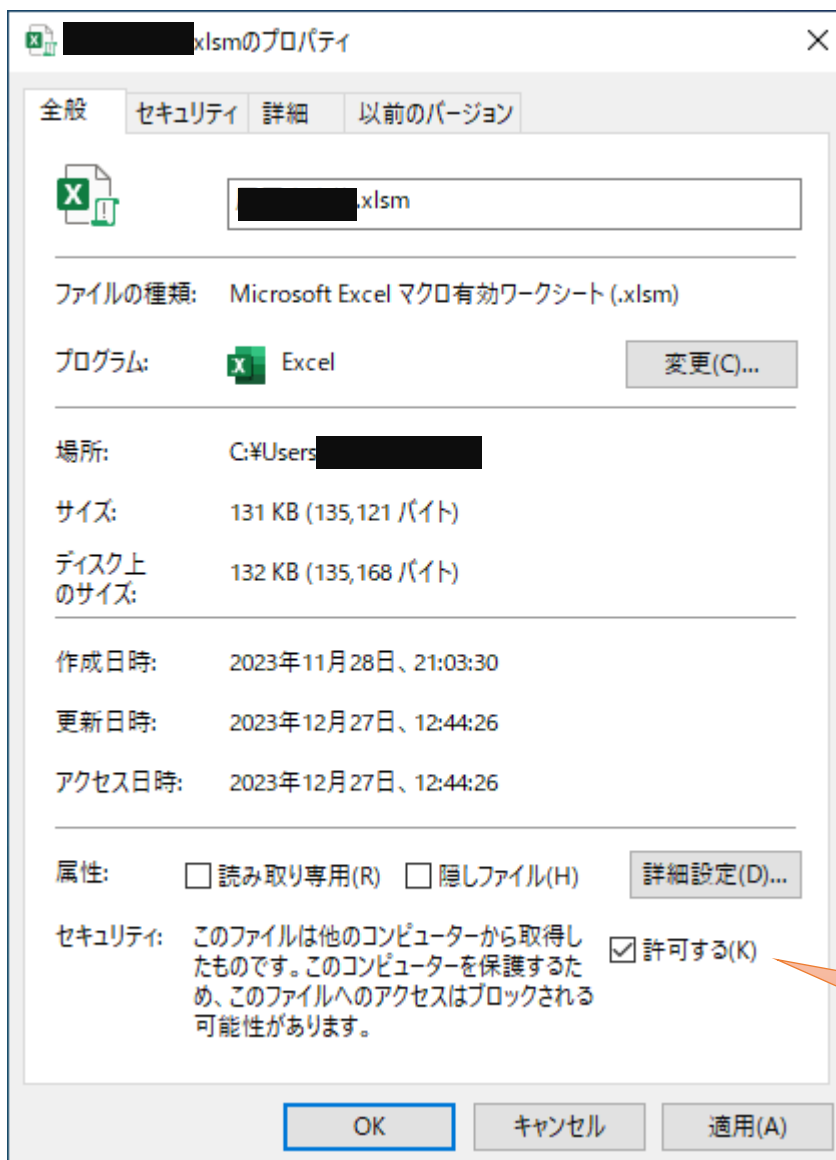 xlsmのプロパティ
全般 セキュリティ 詳細 以前のバージョン
.xlsm
ファイルの種類: Microsoft Excel マクロ有効ワークシート (.xlsm)
プログラム: Excel 変更(C)...
場所: C:¥Users
サイズ: 131 KB (135,121 バイト)
ディスク上
のサイズ: 132 KB (135,168 バイト)
作成日時: 2023年11月28日、21:03:30
更新日時: 2023年12月27日、12:44:26
アクセス日時: 2023年12月27日、12:44:26
属性: 読み取り専用(R) 隠しファイル(H) 詳細設定(D)...
セキュリティ: このファイルは他のコンピューターから取得し 許可する(K)
たものです。このコンピューターを保護するた
め、このファイルへのアクセスはブロックされる
可能性があります。
OK キャンセル 適用(A)